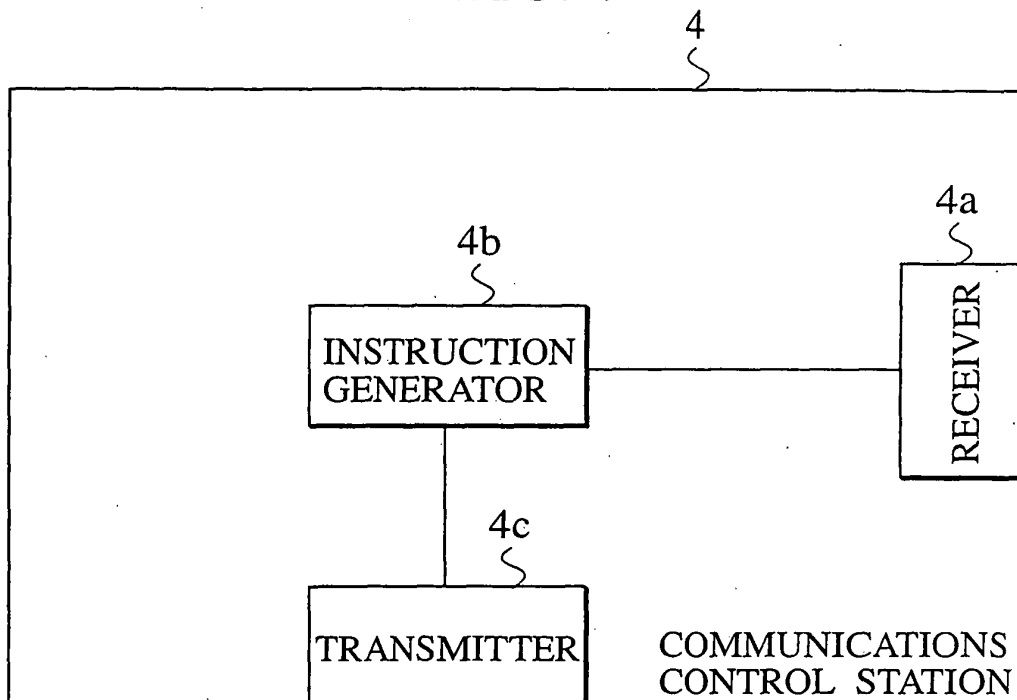 4
4a
4b
INSTRUCTION
GENERATOR
RECEIVER
4c
TRANSMITTER
COMMUNICATIONS
CONTROL STATION